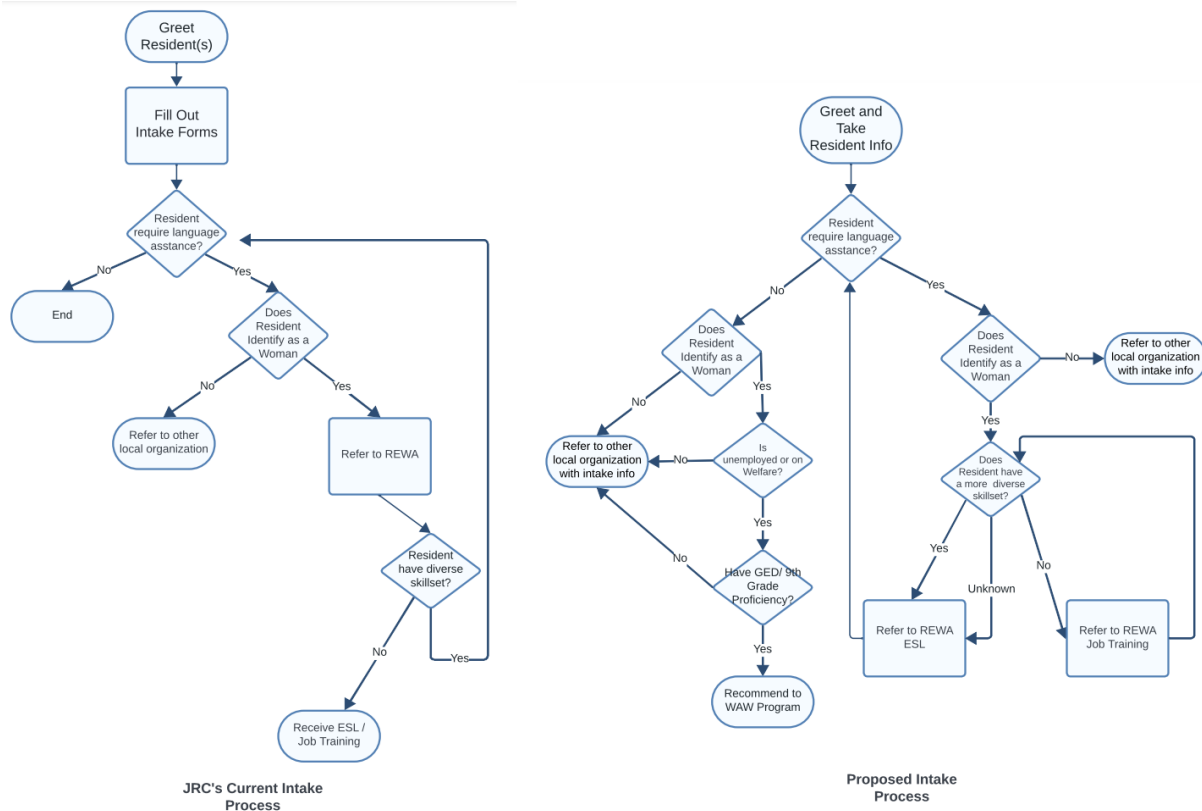 Greet
Resident(s)
Fill Out
Intake Forms
Resident
require language
asstance?
No
Yes
End
Does
Resident
Identify as a
Woman
No
Yes
Refer to other
local organization
Refer to REWA
Resident
have diverse
skillset?
No
Yes
Receive ESL /
Job Training
JRC's Current Intake
Process
Greet and
Take
Resident Info
Resident
require language
asstance?
No
Yes
Does
Resident
Identify as a
Woman
No
Yes
Refer to other
local organization
with intake info
Is
unemployed or on
Welfare?
No
Yes
Have GED/ 9th
Grade
Proficiency?
No
Yes
Recommend to
WAW Program
Does
Resident
Identify as a
Woman
No
Refer to other
local organization
with intake info
Yes
Does
Resident have
a more diverse
skillset?
Yes
Unknown
No
Refer to REWA
ESL
Refer to REWA
Job Training
Proposed Intake
Process